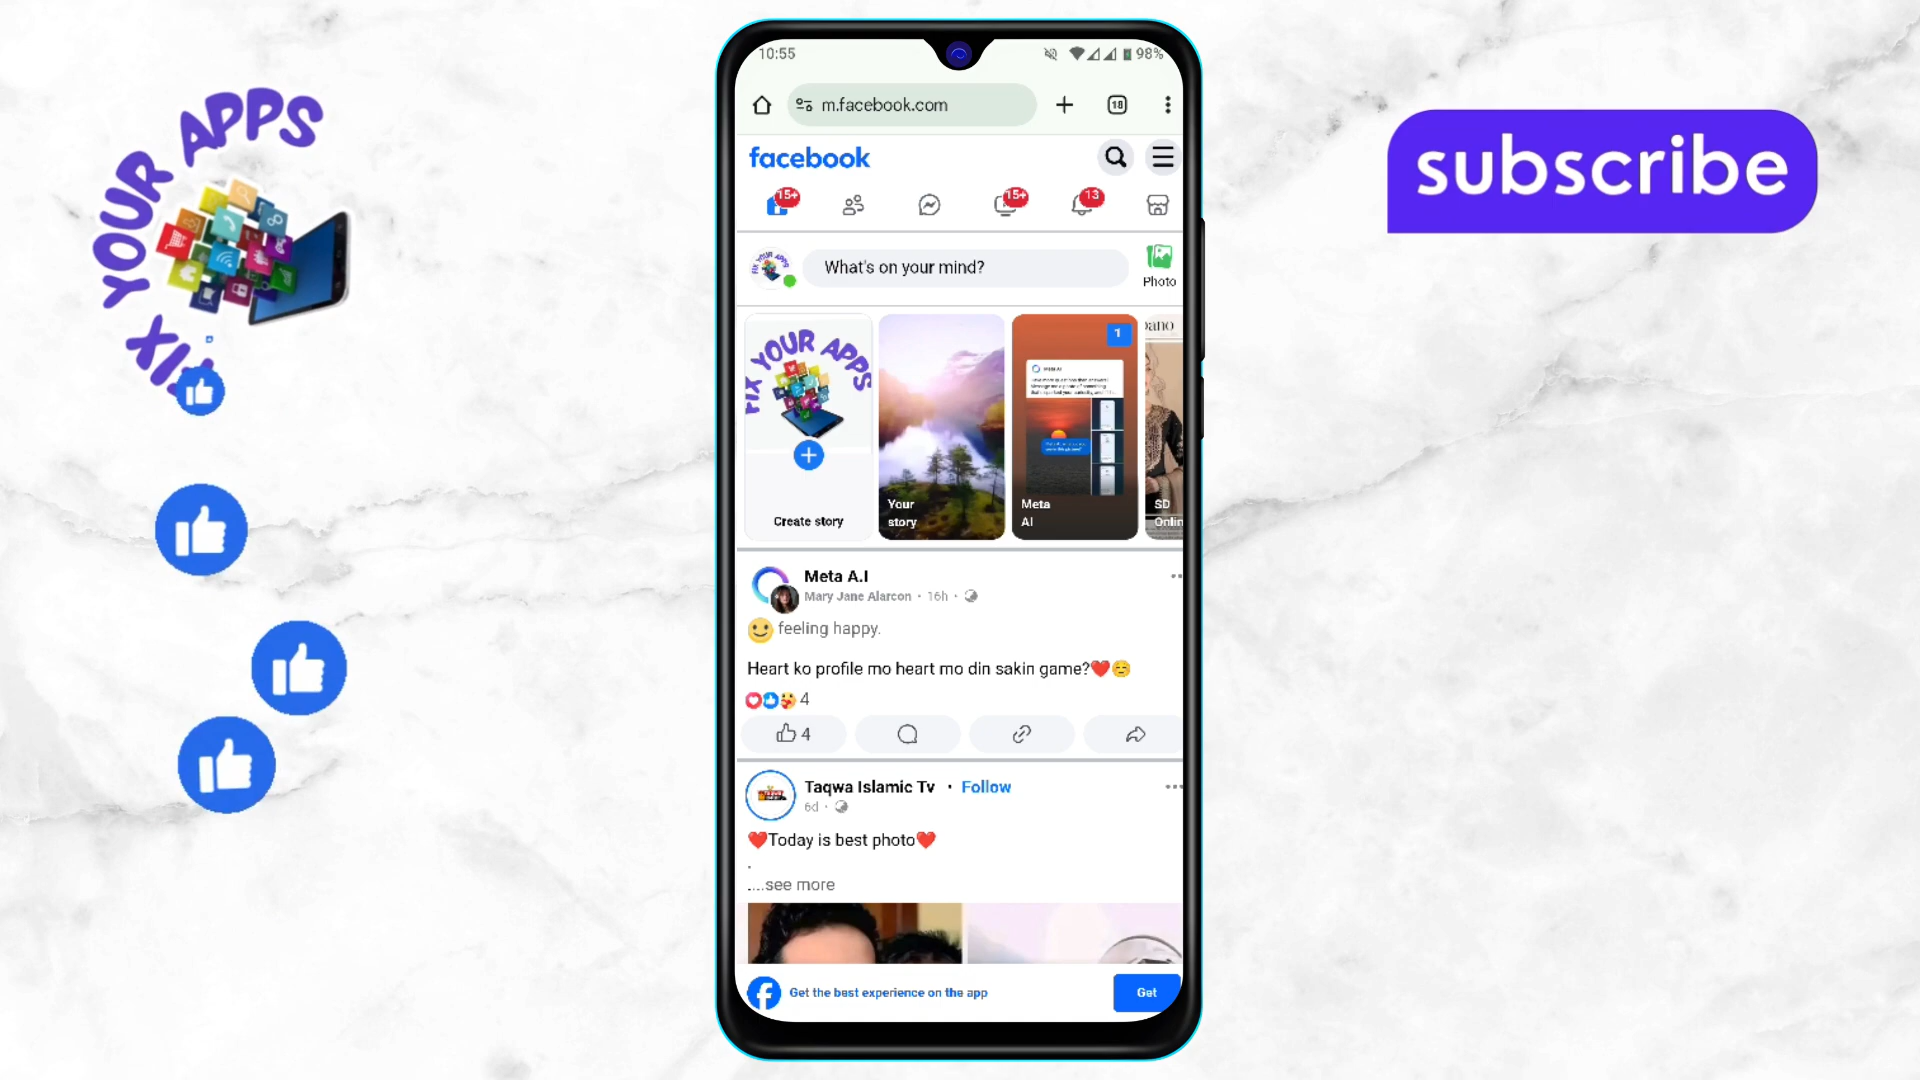 FIX YOUR APPS
subscribe
10:55
98%
m.facebook.com
18
facebook
15+
15+
13
What's on your mind?
Photo
FIX YOUR APPS
1
Meta AI
Create story
Your
story
Meta
AI
SD
Onlin
Meta A.I
Mary Jane Alarcon · 16h ·
🙂 feeling happy.
Heart ko profile mo heart mo din sakin game?❤️😊
4
4
Taqwa Islamic Tv · Follow
6d ·
❤️Today is best photo❤️
.
....see more
Get the best experience on the app
Get